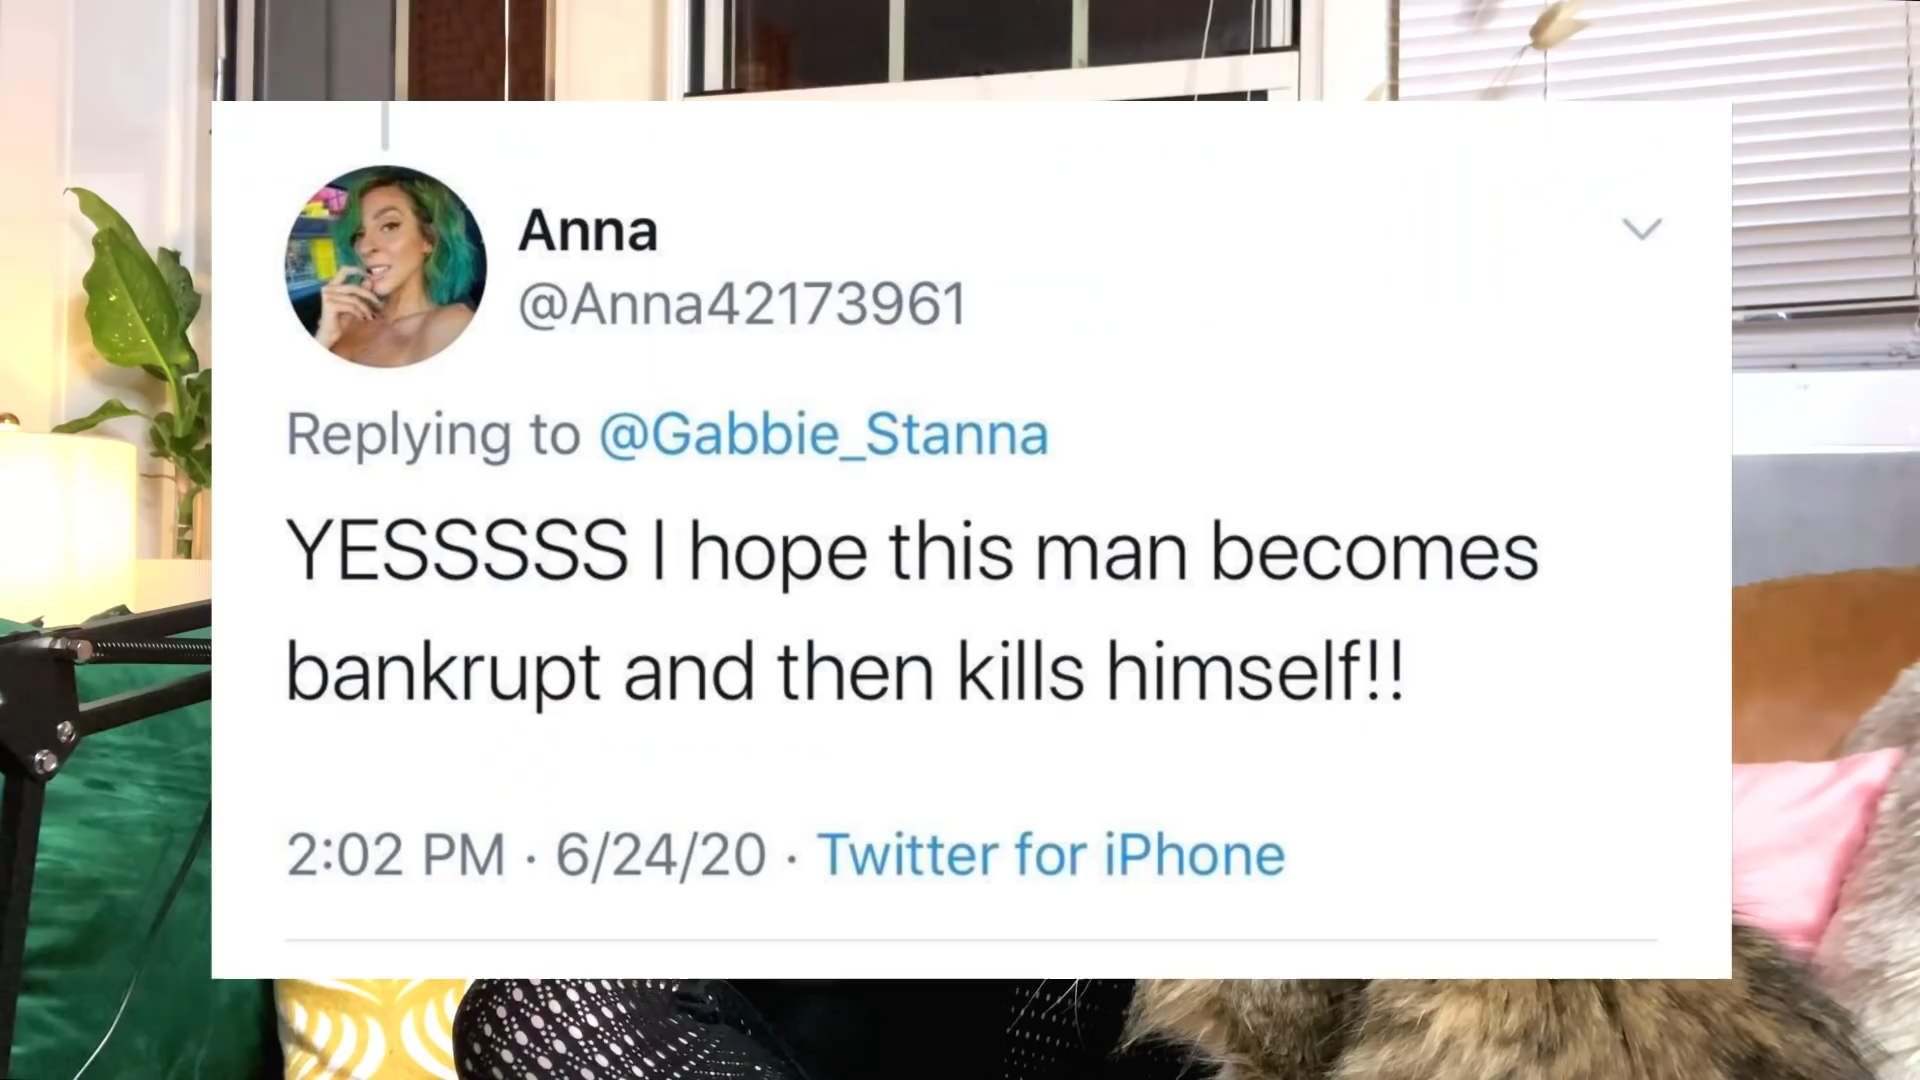 Anna
@Anna42173961
Replying to @Gabbie_Stanna
YESSSSS I hope this man becomes
bankrupt and then kills himself!!
2:02 PM · 6/24/20 · Twitter for iPhone